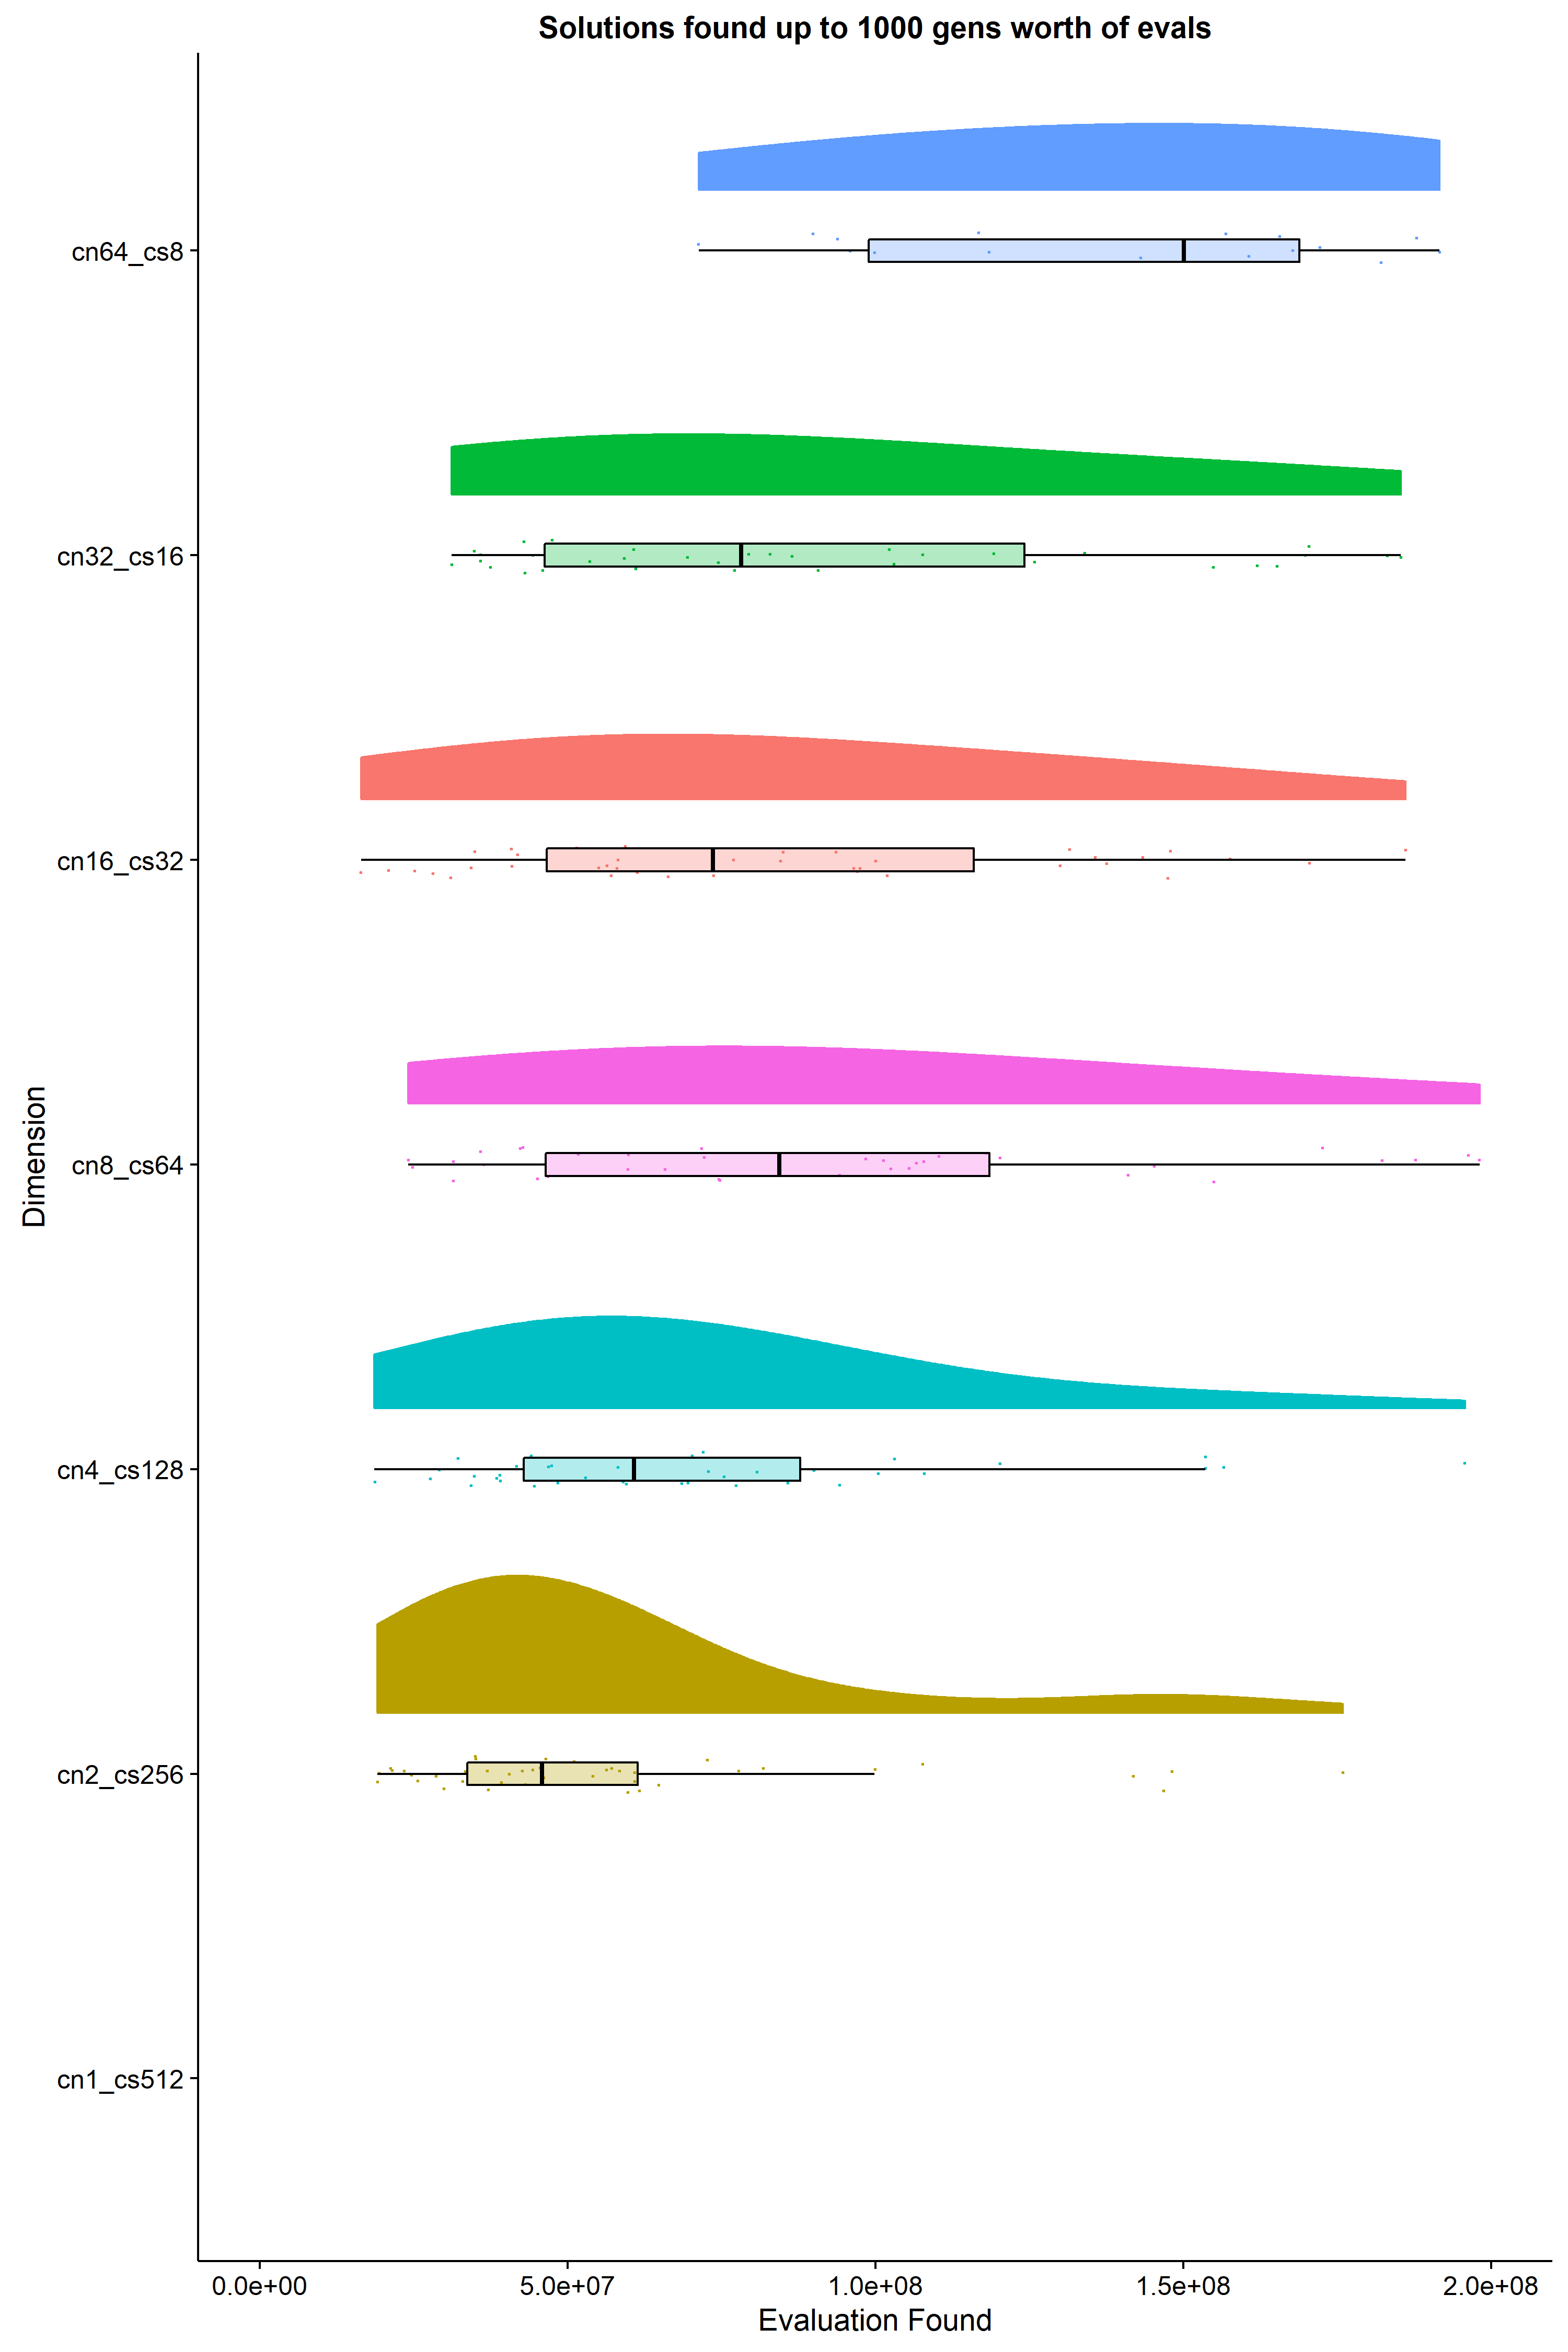 Solutions found up to 1000 gens worth of evals
Dimension
cn64_cs8
cn32_cs16
cn16_cs32
cn8_cs64
cn4_cs128
cn2_cs256
cn1_cs512
0.0e+00 5.0e+07 1.0e+08 1.5e+08 2.0e+08
Evaluation Found